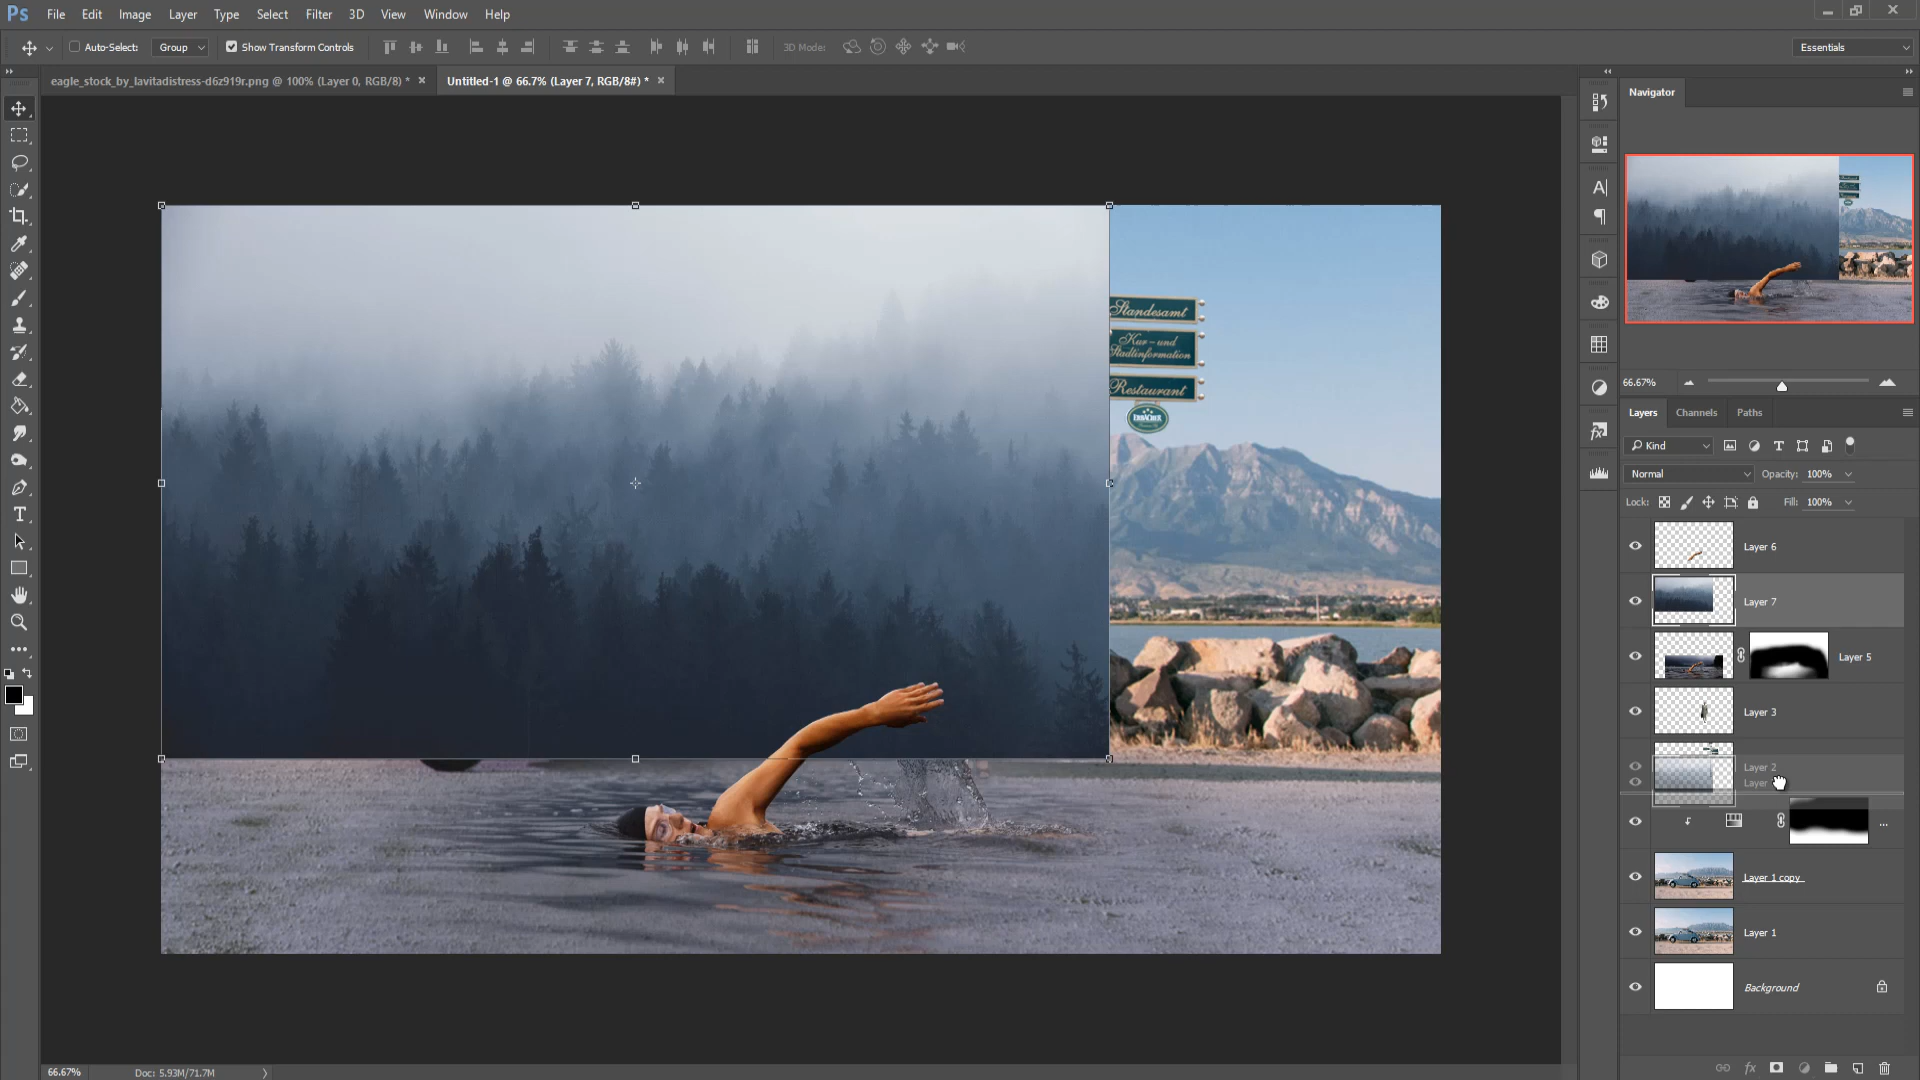 Ps File Edit Image Layer Type Select Filter 3D View Window Help
Auto-Select: Group Show Transform Controls 3D Mode: Essentials
eagle_stock_by_lavitadistress-d6z919r.png @ 100% (Layer 0, RGB/8) * Untitled-1 @ 66.7% (Layer 7, RGB/8#) *
Navigator
Standesamt
Kur - und
Stadtinformation
Restaurant
ERBACHER
66.67%
Layers Channels Paths
Kind
Normal Opacity: 100%
Lock: Fill: 100%
Layer 6
Layer 7
Layer 5
Layer 3
Layer 2
Layer
...
Layer 1 copy
Layer 1
Background
66.67% Doc: 5.93M/71.7M